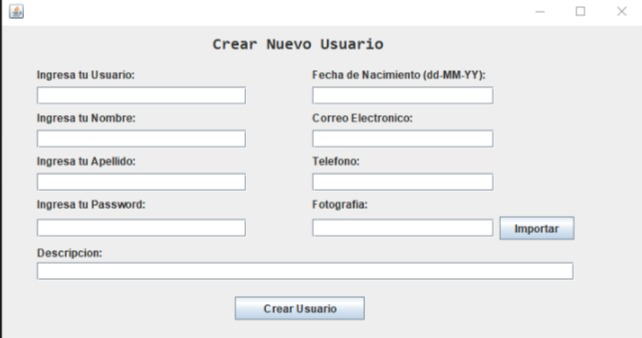 Crear Nuevo Usuario
Ingresa tu Usuario:
Fecha de Nacimiento (dd-MM-YY):
Ingresa tu Nombre:
Correo Electronico:
Ingresa tu Apellido:
Telefono:
Ingresa tu Password:
Fotografia:
Importar
Descripcion:
Crear Usuario